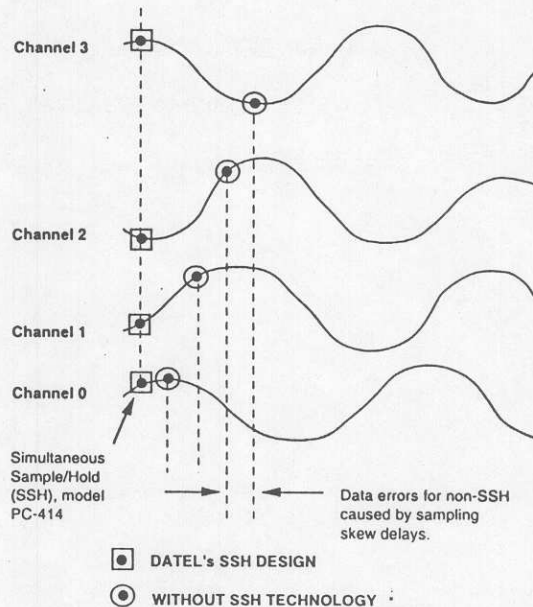 Channel 3
Channel 2
Channel 1
Channel 0
Simultaneous
Sample/Hold
(SSH), model
PC-414
Data errors for non-SSH
caused by sampling
skew delays.
DATEL's SSH DESIGN
WITHOUT SSH TECHNOLOGY